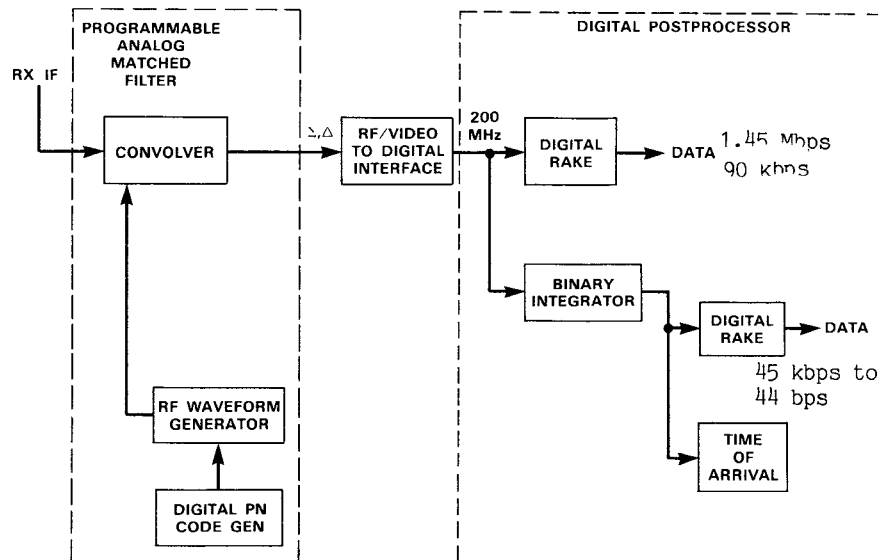 PROGRAMMABLE
ANALOG
MATCHED
FILTER
DIGITAL POSTPROCESSOR
RX IF
CONVOLVER
Σ,Δ
RF/VIDEO
TO DIGITAL
INTERFACE
200
MHz
DIGITAL
RAKE
DATA
1.45 Mbps
90 kbps
BINARY
INTEGRATOR
DIGITAL
RAKE
DATA
45 kbps to
44 bps
RF WAVEFORM
GENERATOR
TIME
OF
ARRIVAL
DIGITAL PN
CODE GEN